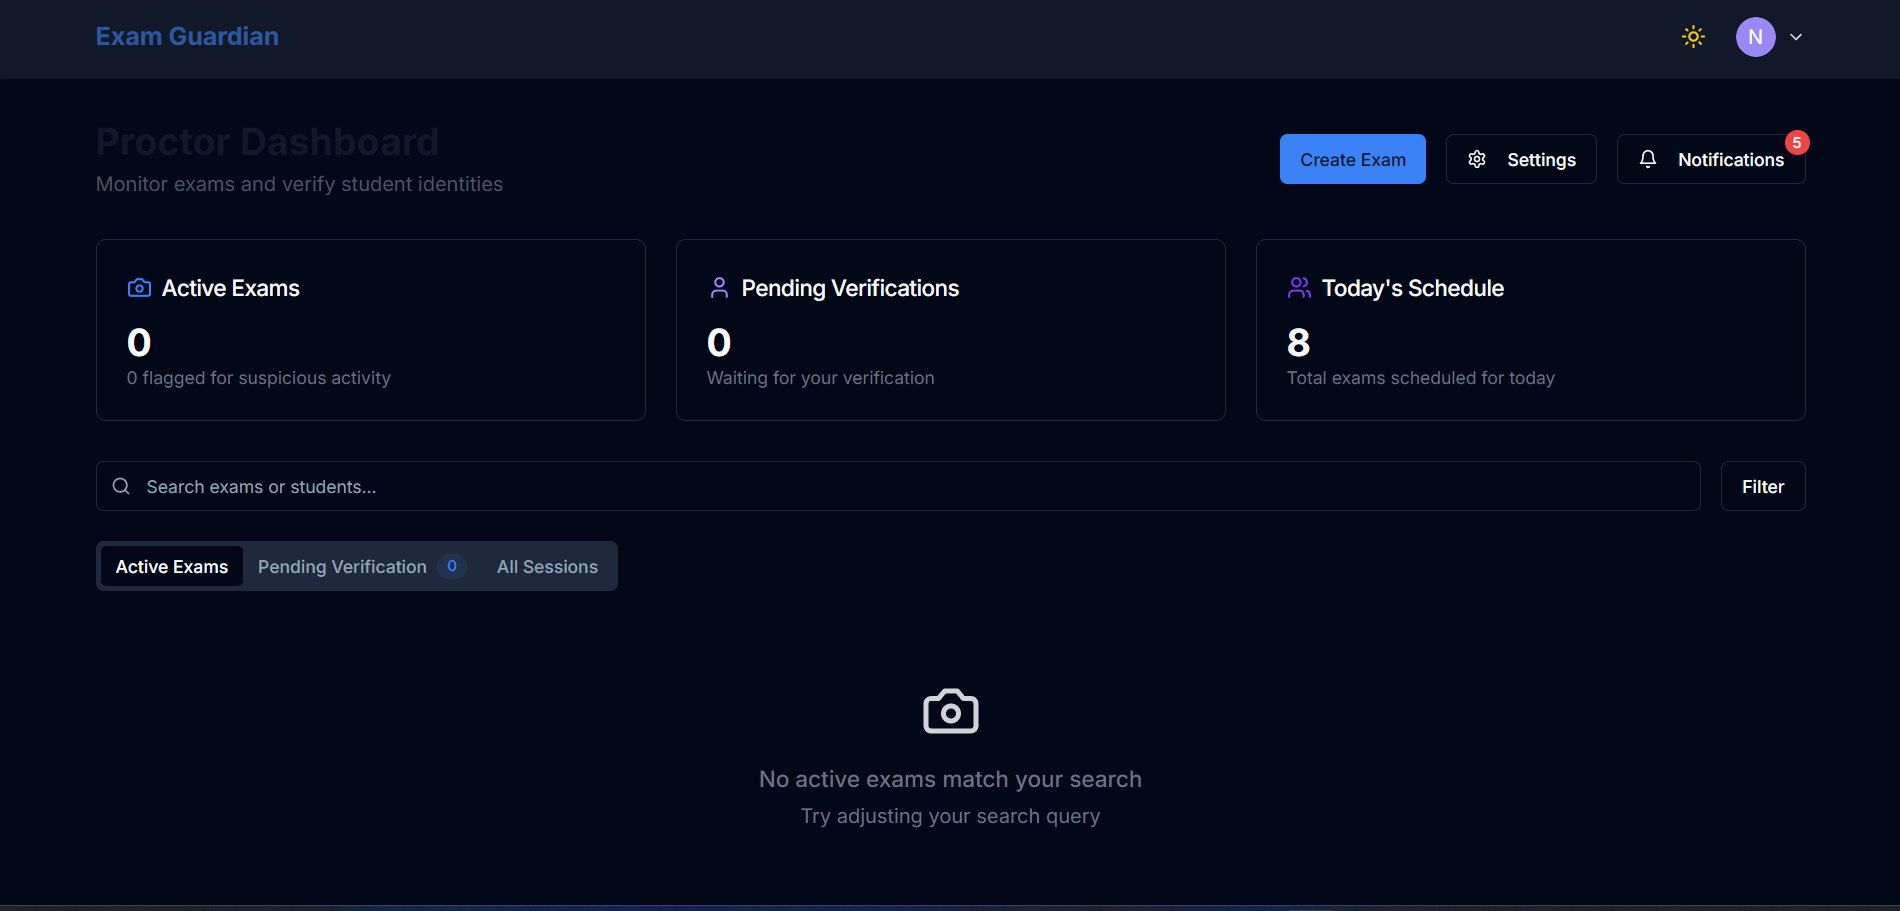 Exam Guardian
N
Proctor Dashboard
Monitor exams and verify student identities
Create Exam
Settings
Notifications
5
Active Exams
0
0 flagged for suspicious activity
Pending Verifications
0
Waiting for your verification
Today's Schedule
8
Total exams scheduled for today
Search exams or students...
Filter
Active Exams
Pending Verification 0
All Sessions
No active exams match your search
Try adjusting your search query